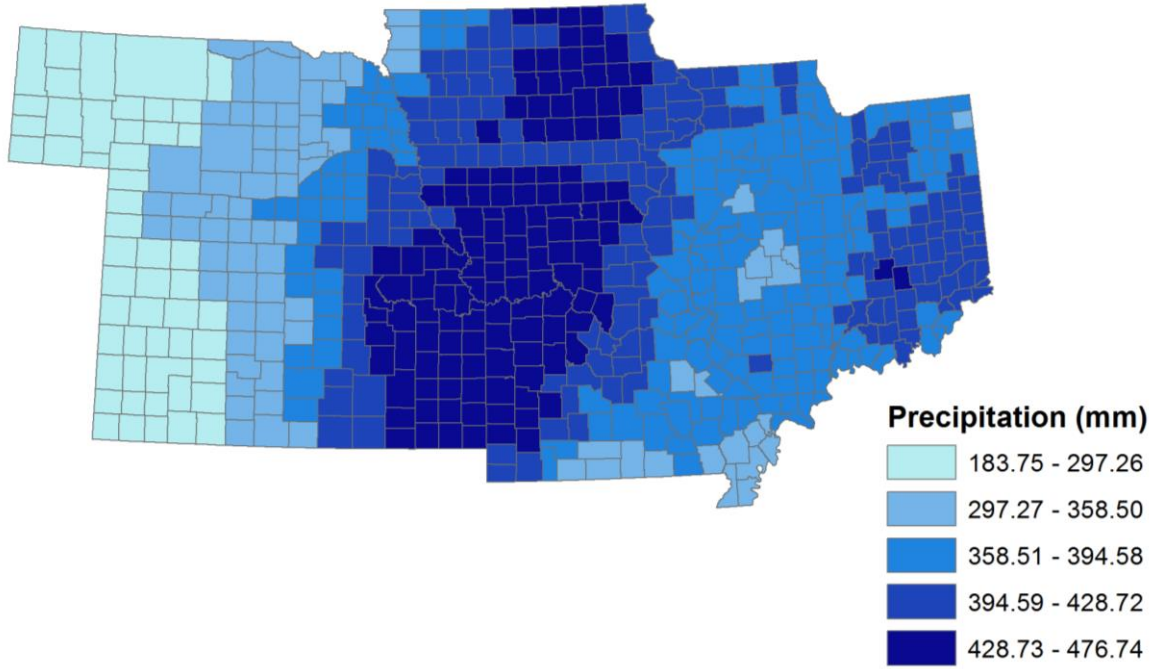 Precipitation (mm)
183.75 - 297.26
297.27 - 358.50
358.51 - 394.58
394.59 - 428.72
428.73 - 476.74